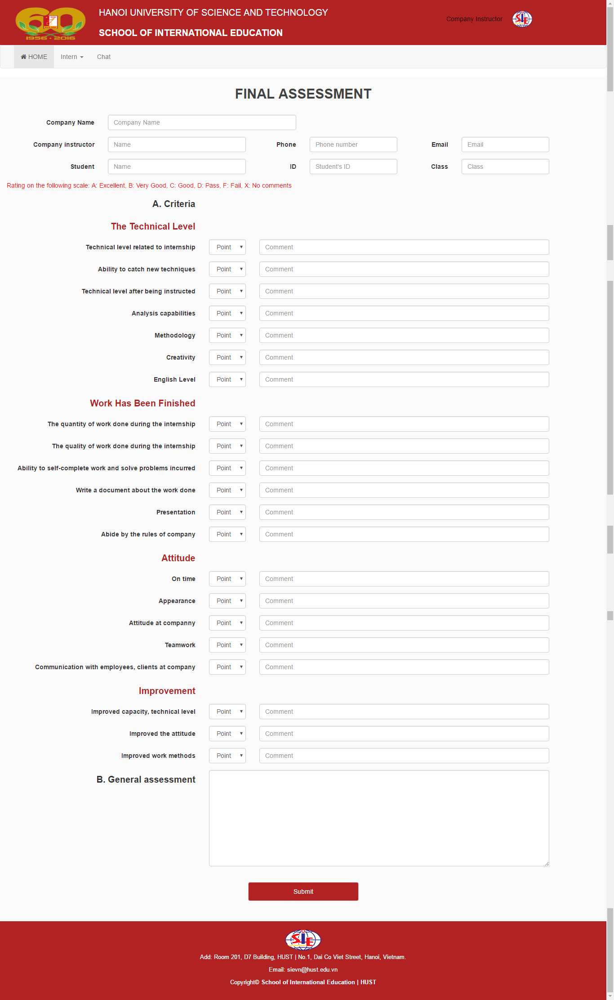 60
1956 - 2016
HANOI UNIVERSITY OF SCIENCE AND TECHNOLOGY
SCHOOL OF INTERNATIONAL EDUCATION
Company Instructor
SIE
HOME Intern Chat
FINAL ASSESSMENT
Company Name Company Name
Company instructor Name Phone Phone number Email Email
Student Name ID Student's ID Class Class
Rating on the following scale: A: Excellent, B: Very Good, C: Good, D: Pass, F: Fail, X: No comments
A. Criteria
The Technical Level
Technical level related to internship Point Comment
Ability to catch new techniques Point Comment
Technical level after being instructed Point Comment
Analysis capabilities Point Comment
Methodology Point Comment
Creativity Point Comment
English Level Point Comment
Work Has Been Finished
The quantity of work done during the internship Point Comment
The quality of work done during the internship Point Comment
Ability to self-complete work and solve problems incurred Point Comment
Write a document about the work done Point Comment
Presentation Point Comment
Abide by the rules of company Point Comment
Attitude
On time Point Comment
Appearance Point Comment
Attitude at companny Point Comment
Teamwork Point Comment
Communication with employees, clients at company Point Comment
Improvement
Improved capacity, technical level Point Comment
Improved the attitude Point Comment
Improved work methods Point Comment
B. General assessment
Submit
SIE
Add: Room 201, D7 Building, HUST | No.1, Dai Co Viet Street, Hanoi, Vietnam.
Email: sievn@hust.edu.vn
Copyright© School of International Education | HUST